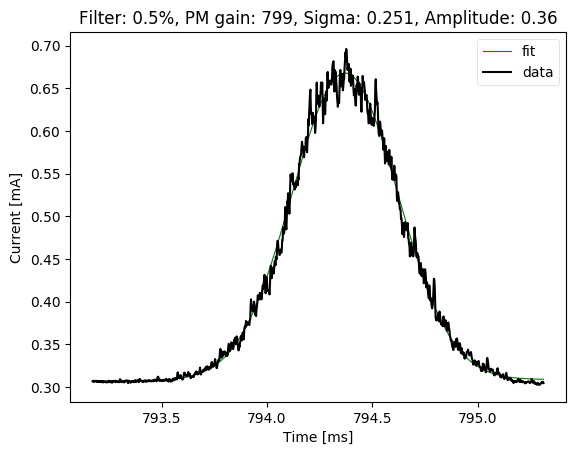 Filter: 0.5%, PM gain: 799, Sigma: 0.251, Amplitude: 0.36
fit
data
0.70
0.65
0.60
0.55
0.50
0.45
0.40
0.35
0.30
Current [mA]
793.5
794.0
794.5
795.0
Time [ms]